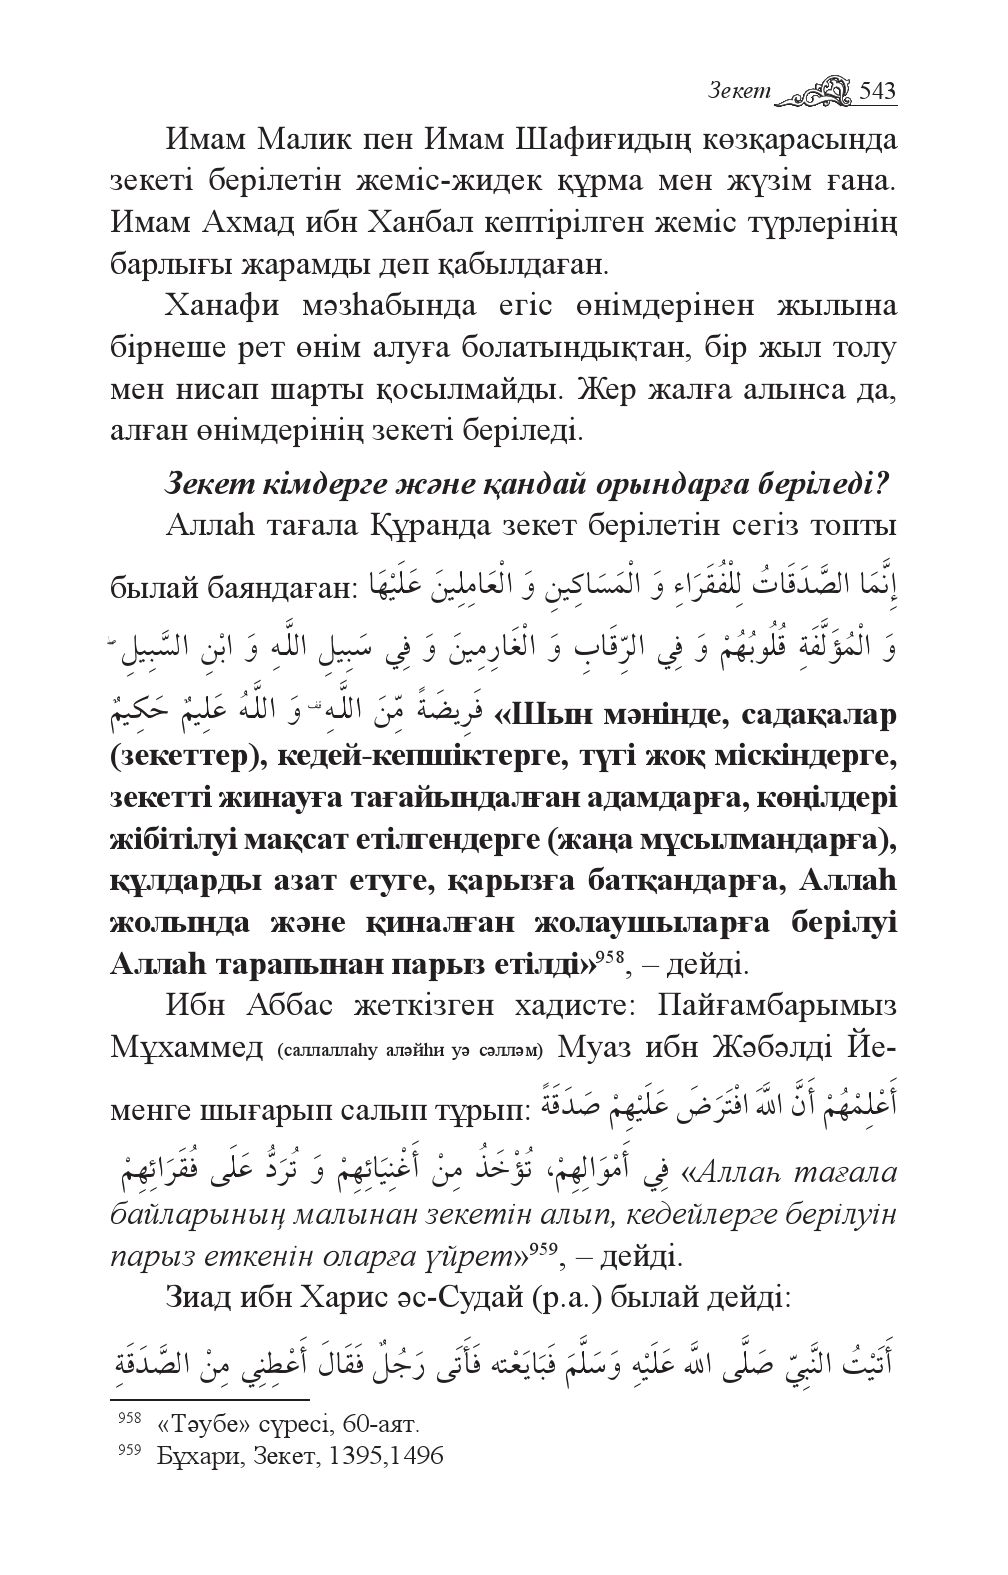 Зекет 543
Имам Малик пен Имам Шафиғидың көзқарасында
зекеті берілетін жеміс-жидек құрма мен жүзім ғана.
Имам Ахмад ибн Ханбал кептірілген жеміс түрлерінің
барлығы жарамды деп қабылдаған.
Ханафи мәзһабында егіс өнімдерінен жылына
бірнеше рет өнім алуға болатындықтан, бір жыл толу
мен нисап шарты қосылмайды. Жер жалға алынса да,
алған өнімдерінің зекеті беріледі.
Зекет кімдерге және қандай орындарға беріледі?
Аллаһ тағала Құранда зекет берілетін сегіз топты
былай баяндаған: إِنَّمَا الصَّدَقَاتُ لِلْفُقَرَاءِ وَ الْمَسَاكِينِ وَ الْعَامِلِينَ عَلَيْهَا
وَ الْمُؤَلَّفَةِ قُلُوبُهُمْ وَ فِي الرِّقَابِ وَ الْغَارِمِينَ وَ فِي سَبِيلِ اللَّهِ وَ ابْنِ السَّبِيلِ ۖ
فَرِيضَةً مِّنَ اللَّهِ ۗ وَ اللَّهُ عَلِيمٌ حَكِيمٌ «Шын мәнінде, садақалар
(зекеттер), кедей-кепшіктерге, түгі жоқ міскіндерге,
зекетті жинауға тағайындалған адамдарға, көңілдері
жібітілуі мақсат етілгендерге (жаңа мұсылмандарға),
құлдарды азат етуге, қарызға батқандарға, Аллаһ
жолында және қиналған жолаушыларға берілуі
Аллаһ тарапынан парыз етілді»958, – дейді.
Ибн Аббас жеткізген хадисте: Пайғамбарымыз
Мұхаммед (саллаллаһу аләйһи уә сәлләм) Муаз ибн Жәбәлді Йе-
менге шығарып салып тұрып: أَعْلِمْهُمْ أَنَّ اللَّهَ افْتَرَضَ عَلَيْهِمْ صَدَقَةً
فِي أَمْوَالِهِمْ، تُؤْخَذُ مِنْ أَغْنِيَائِهِمْ وَ تُرَدُّ عَلَى فُقَرَائِهِمْ «Аллаһ тағала
байларының малынан зекетін алып, кедейлерге берілуін
парыз еткенін оларға үйрет»959, – дейді.
Зиад ибн Харис әс-Судай (р.а.) былай дейді:
أَتَيْتُ النَّبِيّ صَلَّى اللَّه عَلَيْهِ وَسَلَّمَ فَبَايَعْته فَأَتَى رَجُلٌ فَقَالَ أَعْطِنِي مِنْ الصَّدَقَةِ
958 «Тәубе» сүресі, 60-аят.
959 Бұхари, Зекет, 1395,1496